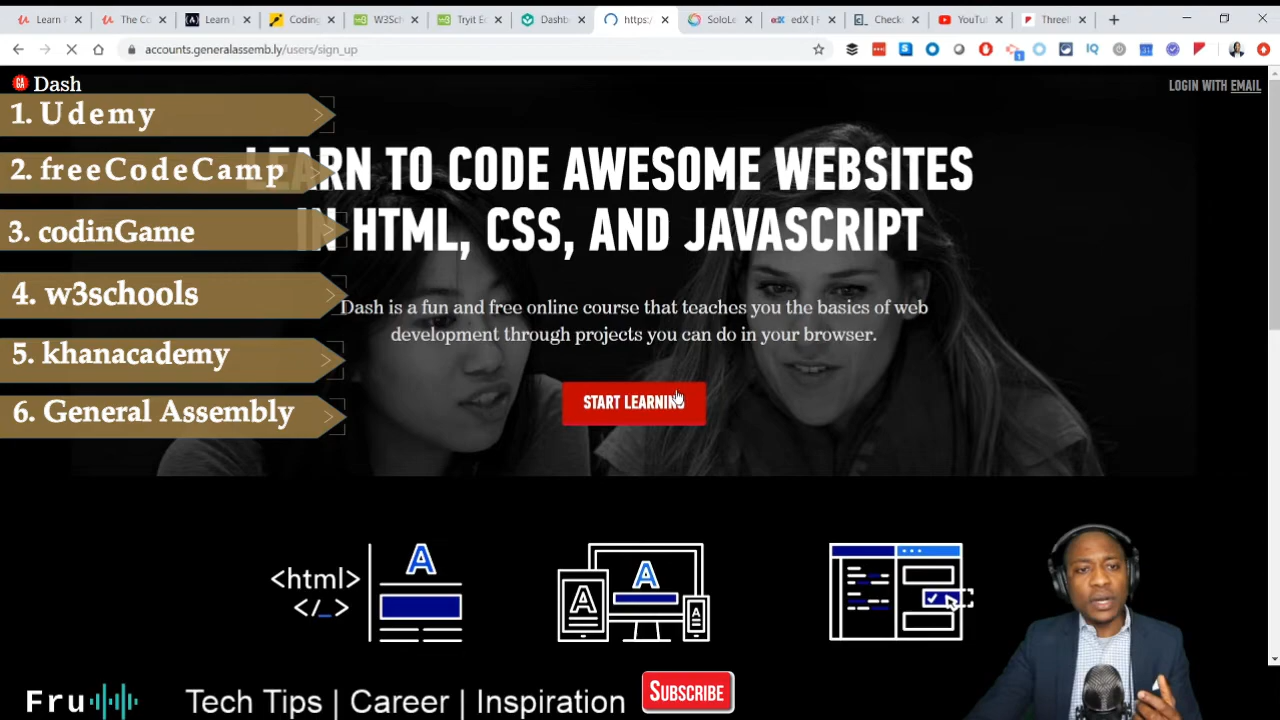 Learn F
The Co
Learn
Coding
W3Sch
Tryit E
Dashb
https:/
SoloLe
edX | F
Check
YouTu
Threel
accounts.generalassemb.ly/users/sign_up
GA Dash
LOGIN WITH EMAIL
1. Udemy
2. freeCodeCamp
3. codinGame
4. w3schools
5. khanacademy
6. General Assembly
LEARN TO CODE AWESOME WEBSITES
IN HTML, CSS, AND JAVASCRIPT
Dash is a fun and free online course that teaches you the basics of web
development through projects you can do in your browser.
START LEARNING
<html>
</_>
A
A
A
A
Fru
Tech Tips | Career | Inspiration
SUBSCRIBE